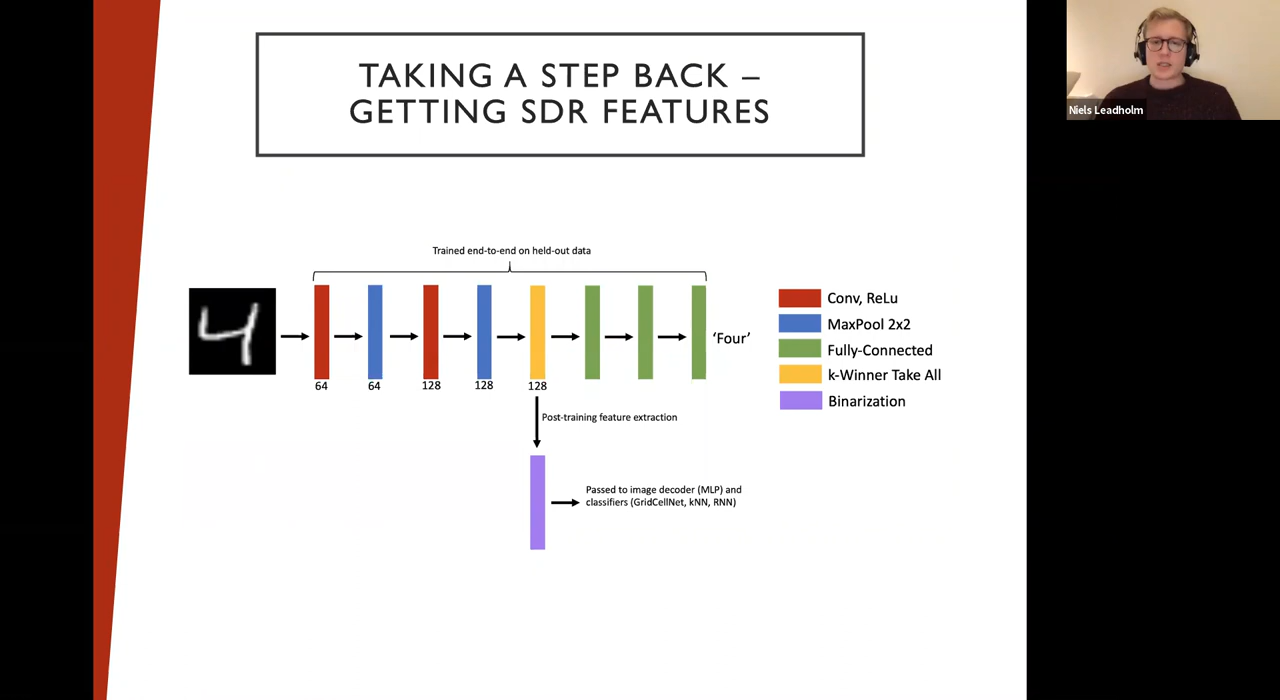 TAKING A STEP BACK –
GETTING SDR FEATURES
Niels Leadholm
Trained end-to-end on held-out data
'Four'
64
64
128
128
128
Conv, ReLu
MaxPool 2x2
Fully-Connected
k-Winner Take All
Binarization
Post-training feature extraction
Passed to image decoder (MLP) and
classifiers (GridCellNet, kNN, RNN)